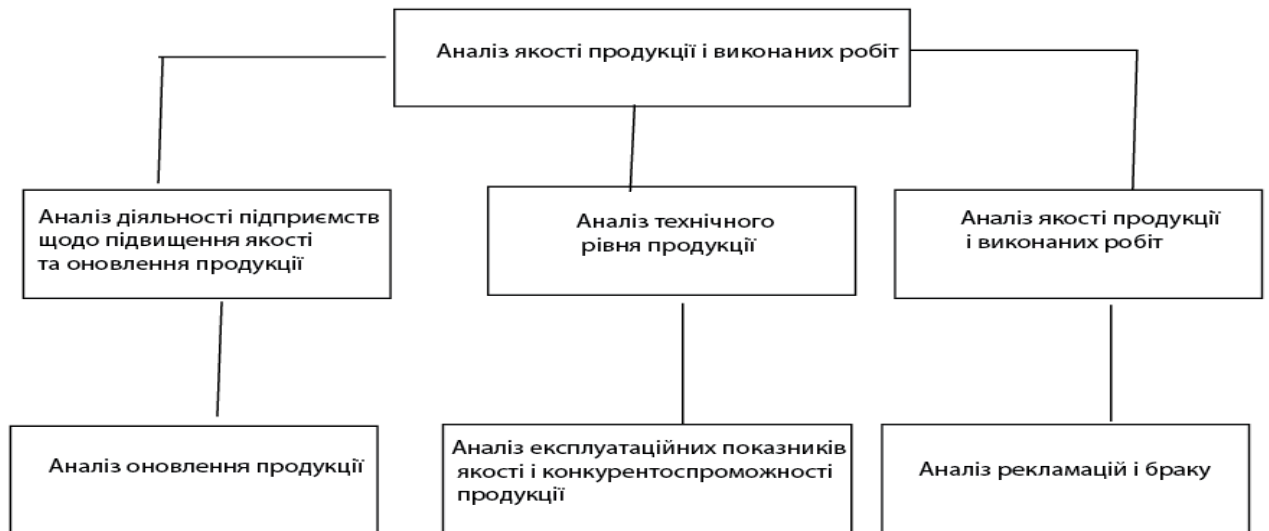 Аналіз якості продукції і виконаних робіт
Аналіз діяльності підприємств
щодо підвищення якості
та оновлення продукції
Аналіз технічного
рівня продукції
Аналіз якості продукції
і виконаних робіт
Аналіз оновлення продукції
Аналіз експлуатаційних показників
якості і конкурентоспроможності
продукції
Аналіз рекламацій і браку